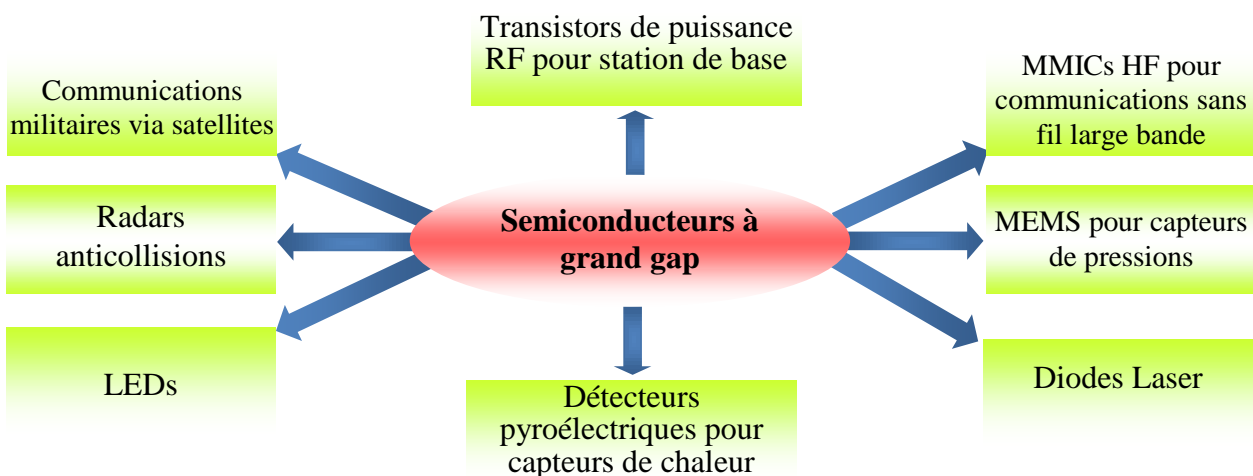 Transistors de puissance
RF pour station de base
Communications
militaires via satellites
MMICs HF pour
communications sans
fil large bande
Radars
anticollisions
Semiconducteurs à
grand gap
MEMS pour capteurs
de pressions
LEDs
Détecteurs
pyroélectriques pour
capteurs de chaleur
Diodes Laser